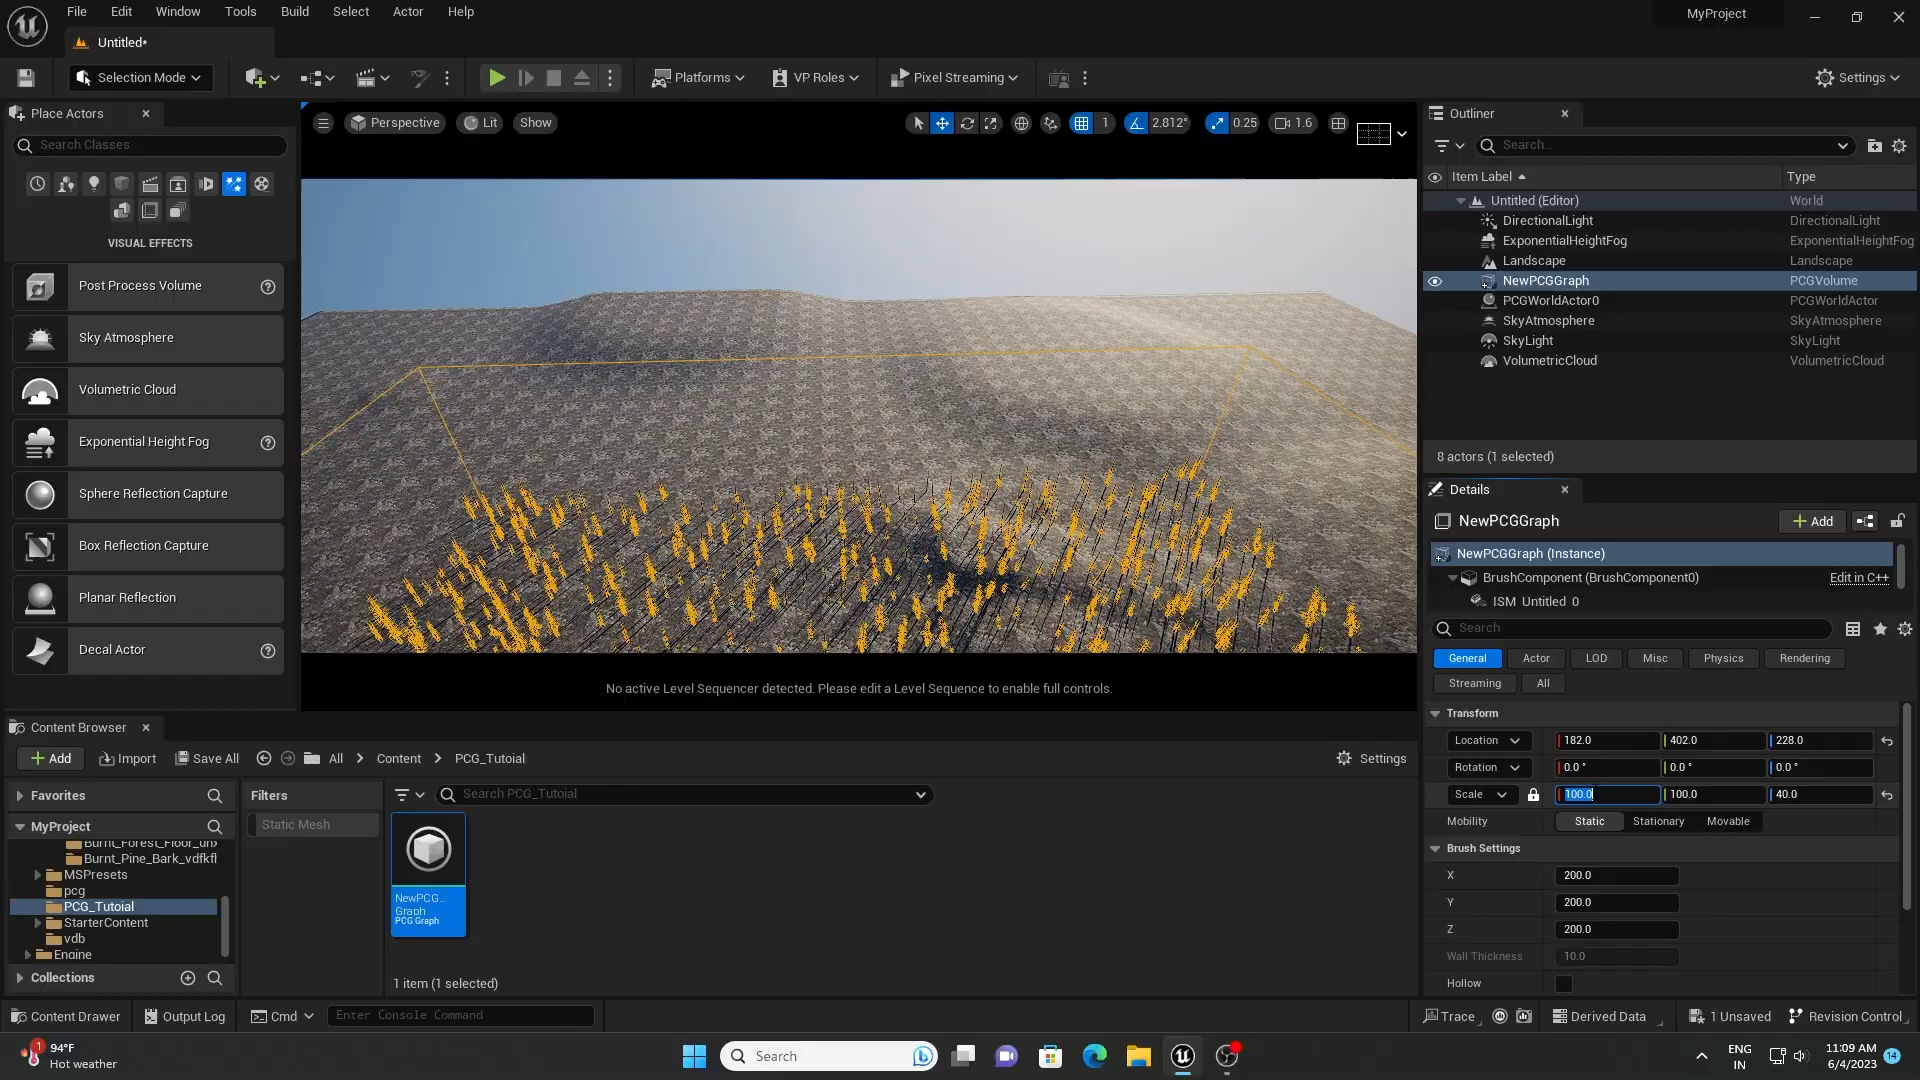 File Edit Window Tools Build Select Actor Help
MyProject
Untitled*
Selection Mode
Platforms
VP Roles
Pixel Streaming
Settings
Place Actors
Search Classes
VISUAL EFFECTS
Post Process Volume
Sky Atmosphere
Volumetric Cloud
Exponential Height Fog
Sphere Reflection Capture
Box Reflection Capture
Planar Reflection
Decal Actor
Perspective Lit Show
1 2.812° 0.25 1.6
No active Level Sequencer detected. Please edit a Level Sequence to enable full controls.
Outliner
Search...
Item Label Type
Untitled (Editor) World
DirectionalLight DirectionalLight
ExponentialHeightFog ExponentialHeightFog
Landscape Landscape
NewPCGGraph PCGVolume
PCGWorldActor0 PCGWorldActor
SkyAtmosphere SkyAtmosphere
SkyLight SkyLight
VolumetricCloud VolumetricCloud
8 actors (1 selected)
Details
NewPCGGraph
Add
NewPCGGraph (Instance)
BrushComponent (BrushComponent0) Edit in C++
ISM_Untitled_0
Search
General Actor LOD Misc Physics Rendering
Streaming All
Transform
Location 182.0 402.0 228.0
Rotation 0.0 ° 0.0 ° 0.0 °
Scale 100.0 100.0 40.0
Mobility Static Stationary Movable
Brush Settings
X 200.0
Y 200.0
Z 200.0
Wall Thickness 10.0
Hollow
Content Browser
Add Import Save All All Content PCG_Tutoial
Settings
Favorites
MyProject
Burnt_Pine_Bark_vdfkfl
MSPresets
pcg
PCG_Tutoial
StarterContent
vdb
Engine
Collections
Filters
Static Mesh
Search PCG_Tutoial
NewPCG...
Graph
PCG Graph
1 item (1 selected)
Content Drawer Output Log Cmd Enter Console Command
Trace Derived Data 1 Unsaved Revision Control
1
94°F
Hot weather
Search
ENG
IN
11:09 AM
6/4/2023
14